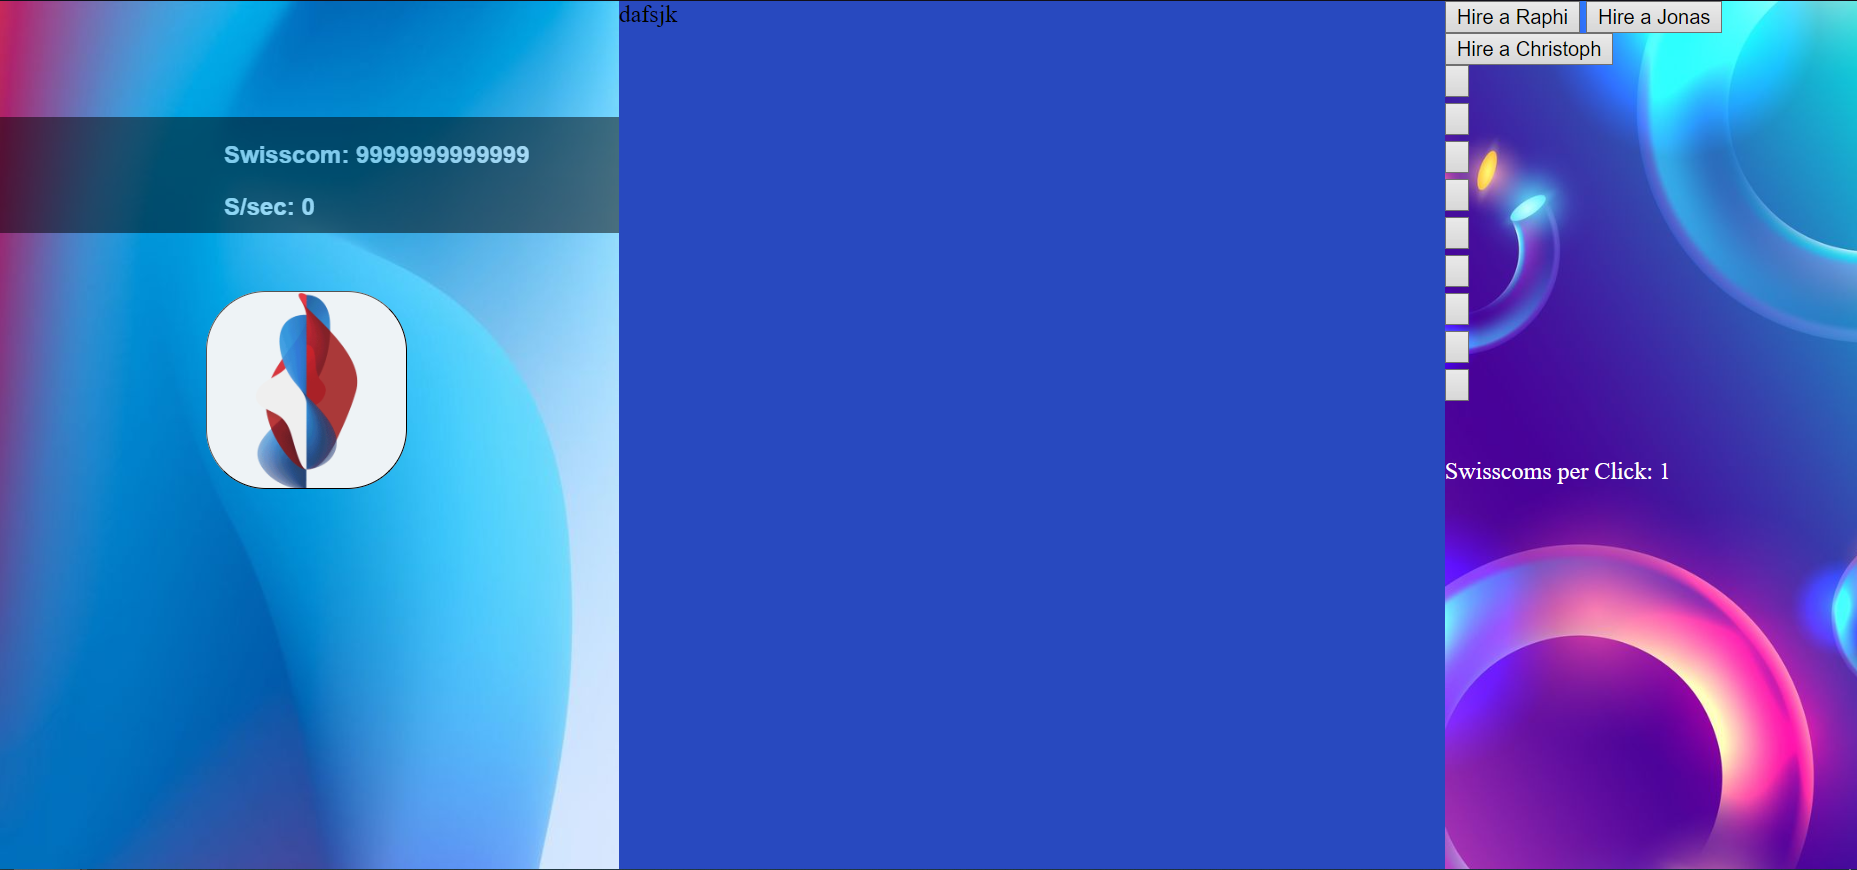 Swisscom: 9999999999999
S/sec: 0
dafsjk
Hire a Raphi Hire a Jonas
Hire a Christoph
Swisscoms per Click: 1